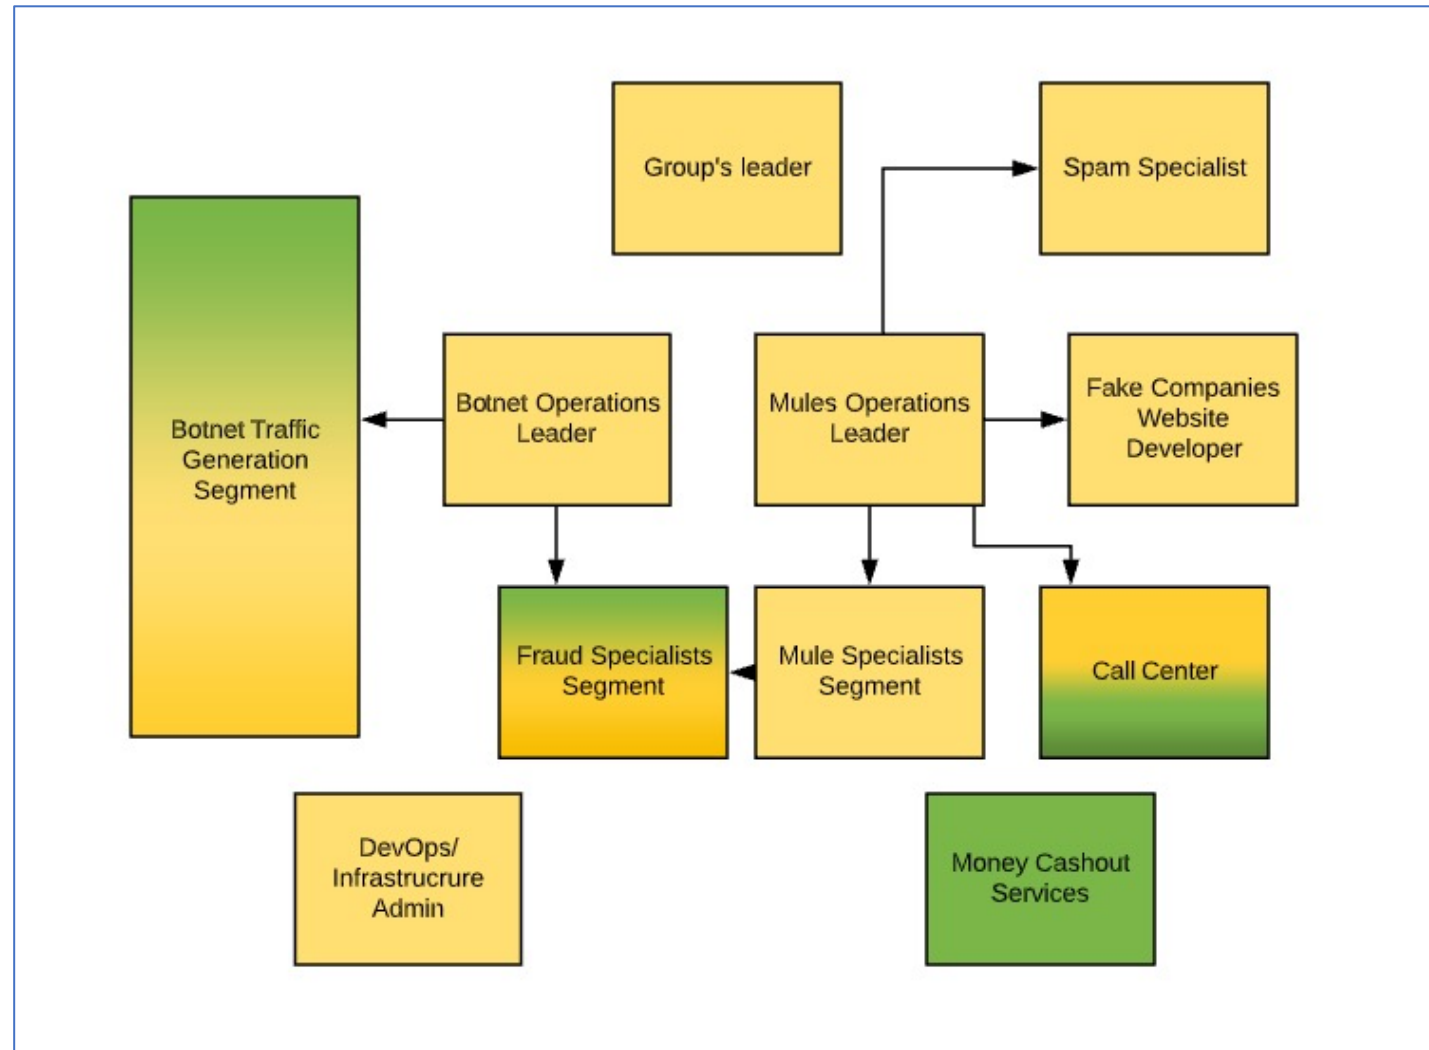 Group's leader
Spam Specialist
Botnet Traffic
Generation
Segment
Botnet Operations
Leader
Mules Operations
Leader
Fake Companies
Website
Developer
Fraud Specialists
Segment
Mule Specialists
Segment
Call Center
DevOps/
Infrastrucrure
Admin
Money Cashout
Services